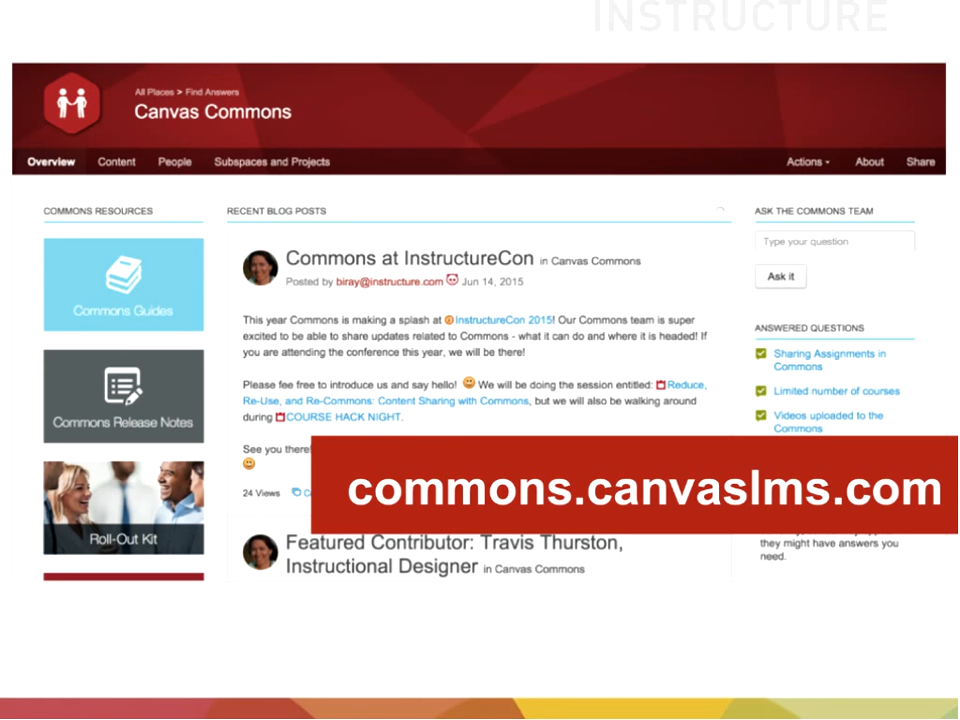 INSTRUCTURE
All Places > Find Answers
Canvas Commons
Overview Content People Subspaces and Projects Actions About Share
COMMONS RESOURCES
Commons Guides
Commons Release Notes
Roll-Out Kit
RECENT BLOG POSTS
Commons at InstructureCon in Canvas Commons
Posted by biray@instructure.com Jun 14, 2015
This year Commons is making a splash at InstructureCon 2015! Our Commons team is super
excited to be able to share updates related to Commons - what it can do and where it is headed! If
you are attending the conference this year, we will be there!
Please fee free to introduce us and say hello! We will be doing the session entitled: Reduce,
Re-Use, and Re-Commons: Content Sharing with Commons, but we will also be walking around
during COURSE HACK NIGHT.
See you there!
24 Views
Featured Contributor: Travis Thurston,
Instructional Designer in Canvas Commons
ASK THE COMMONS TEAM
Type your question
Ask it
ANSWERED QUESTIONS
Sharing Assignments in
Commons
Limited number of courses
Videos uploaded to the
Commons
commons.canvaslms.com
they might have answers you
need.